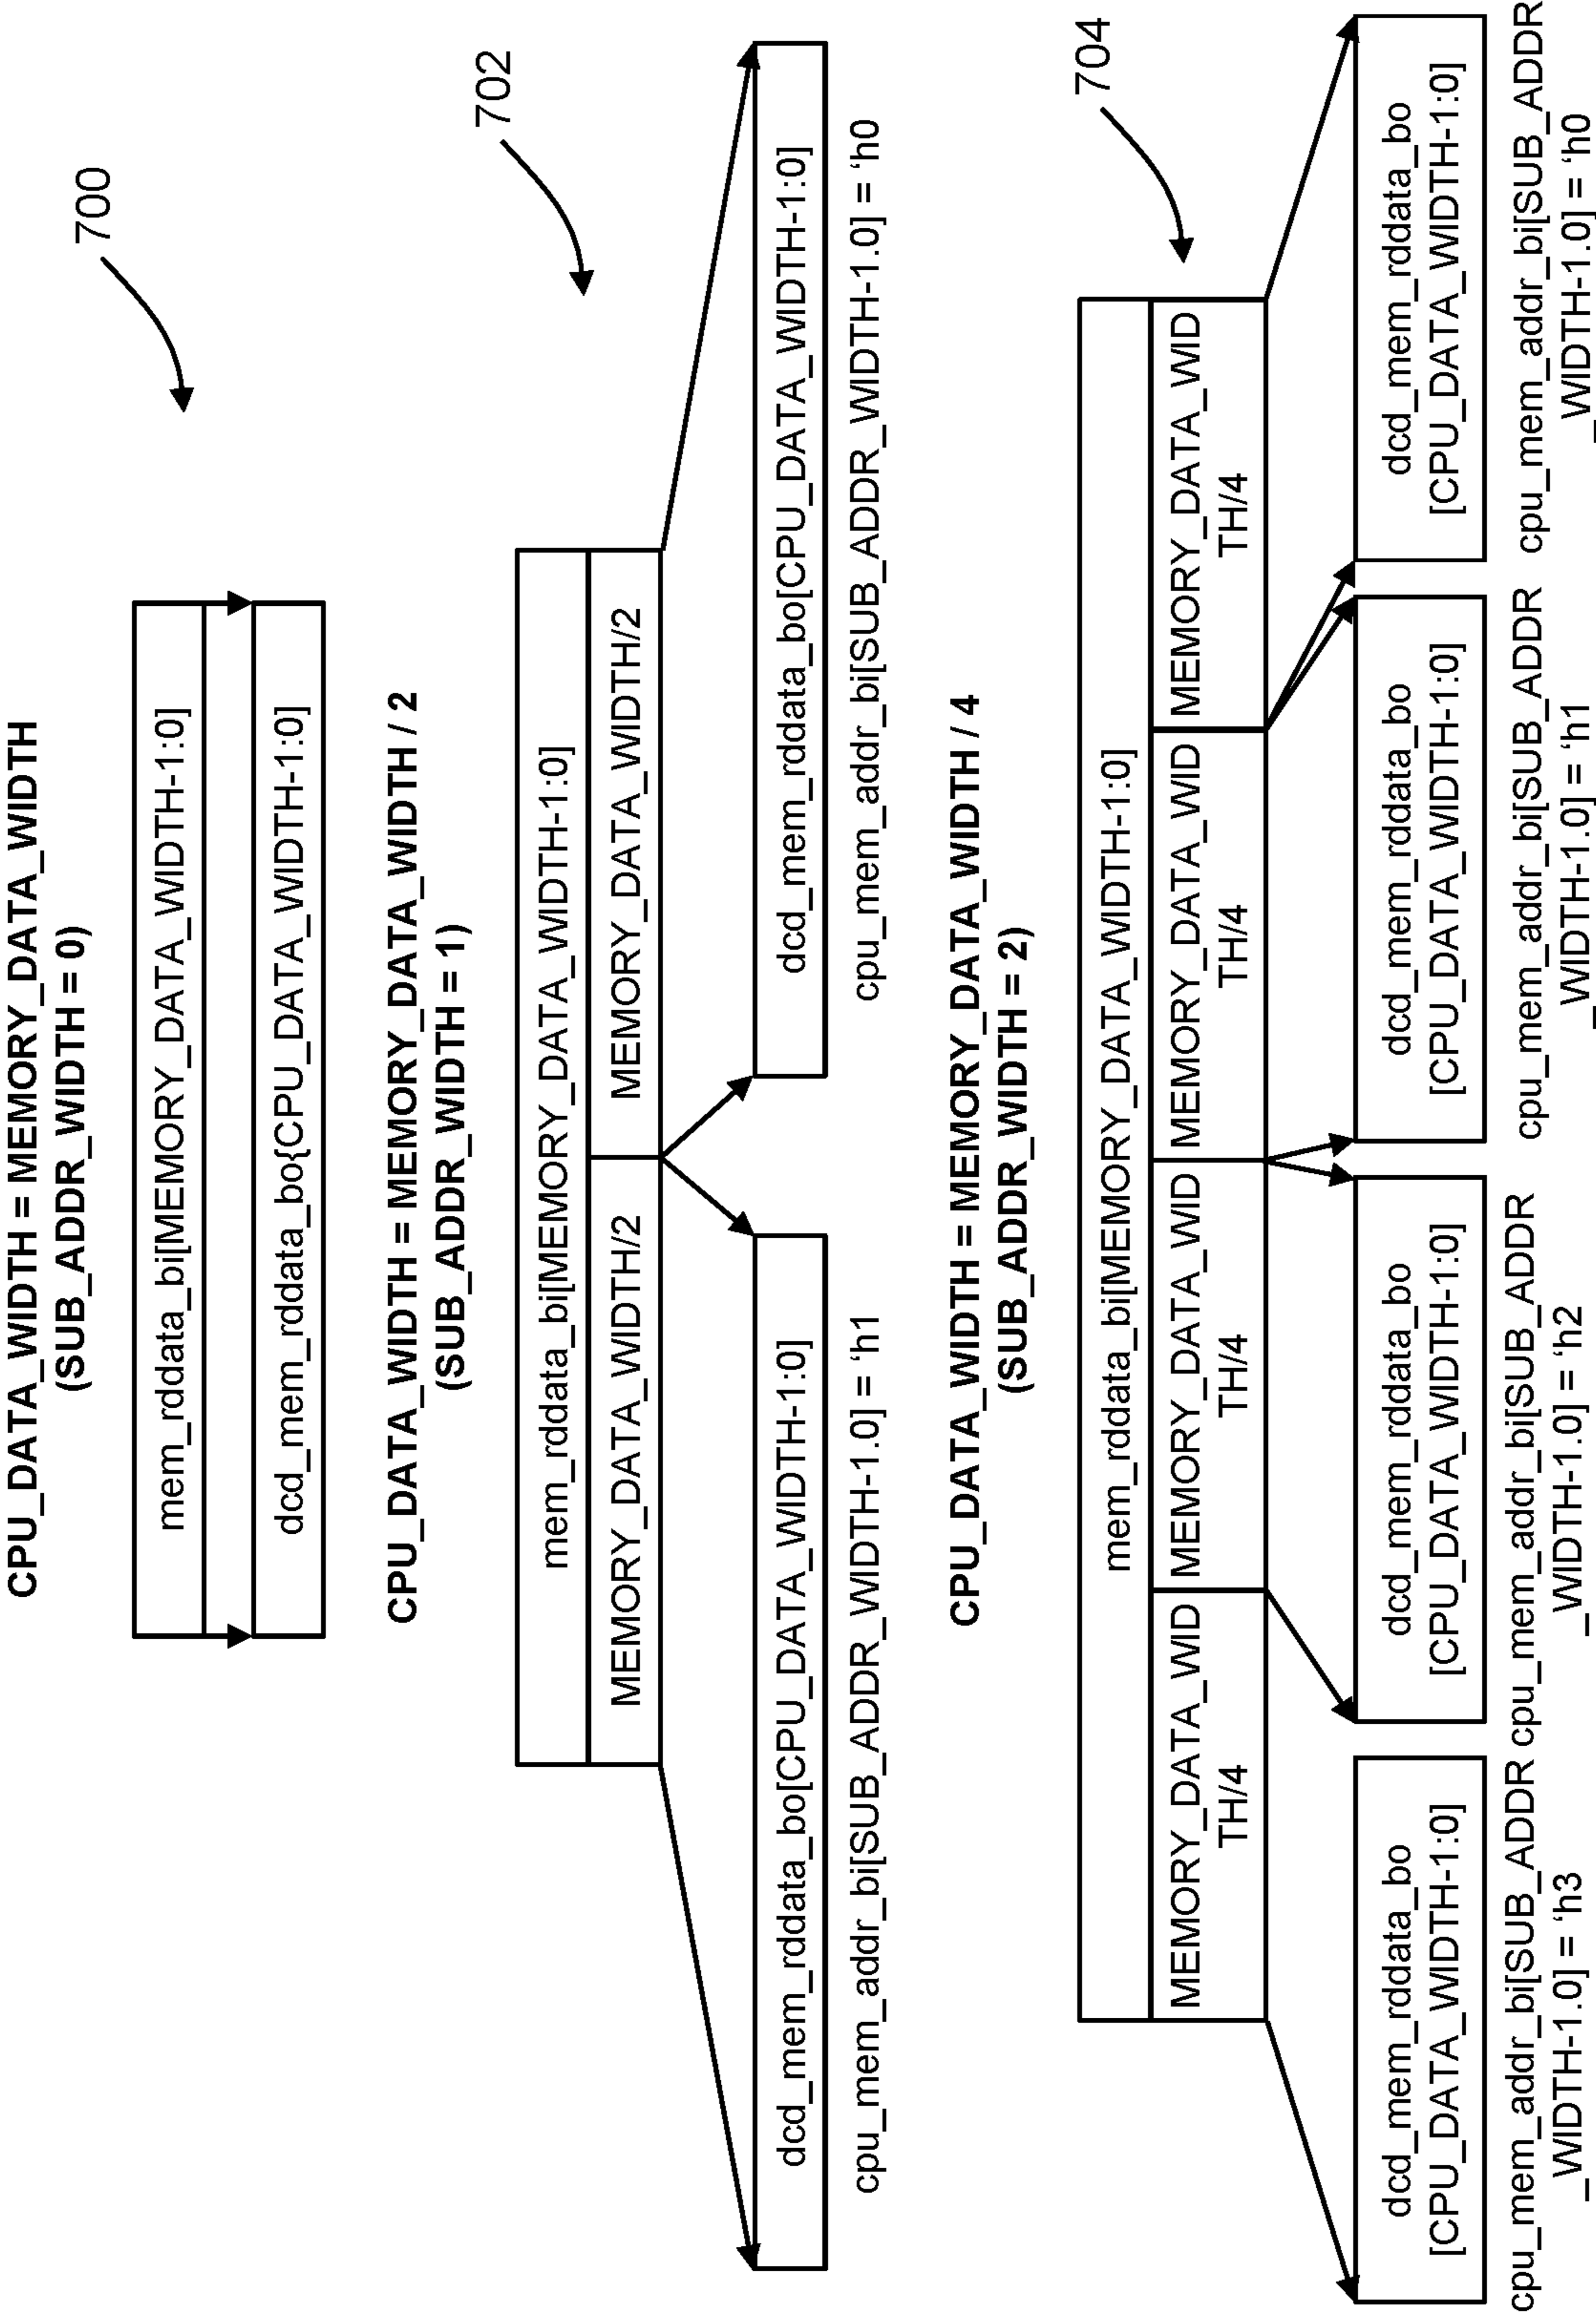 CPU_DATA_WIDTH = MEMORY_DATA_WIDTH
(SUB_ADDR_WIDTH = 0)
700
mem_rddata_bi[MEMORY_DATA_WIDTH-1:0]
dcd_mem_rddata_bo{CPU_DATA_WIDTH-1:0]
CPU_DATA_WIDTH = MEMORY_DATA_WIDTH / 2
(SUB_ADDR_WIDTH = 1)
702
mem_rddata_bi[MEMORY_DATA_WIDTH-1:0]
MEMORY_DATA_WIDTH/2
MEMORY_DATA_WIDTH/2
dcd_mem_rddata_bo[CPU_DATA_WIDTH-1:0]
dcd_mem_rddata_bo[CPU_DATA_WIDTH-1:0]
cpu_mem_addr_bi[SUB_ADDR_WIDTH-1.0] = ‘h1
cpu_mem_addr_bi[SUB_ADDR_WIDTH-1.0] = ‘h0
CPU_DATA_WIDTH = MEMORY_DATA_WIDTH / 4
(SUB_ADDR_WIDTH = 2)
704
mem_rddata_bi[MEMORY_DATA_WIDTH-1:0]
MEMORY_DATA_WID
TH/4
MEMORY_DATA_WID
TH/4
MEMORY_DATA_WID
TH/4
MEMORY_DATA_WID
TH/4
dcd_mem_rddata_bo
[CPU_DATA_WIDTH-1:0]
cpu_mem_addr_bi[SUB_ADDR
_WIDTH-1.0] = ‘h3
dcd_mem_rddata_bo
[CPU_DATA_WIDTH-1:0]
cpu_mem_addr_bi[SUB_ADDR
_WIDTH-1.0] = ‘h2
dcd_mem_rddata_bo
[CPU_DATA_WIDTH-1:0]
cpu_mem_addr_bi[SUB_ADDR
_WIDTH-1.0] = ‘h1
dcd_mem_rddata_bo
[CPU_DATA_WIDTH-1:0]
cpu_mem_addr_bi[SUB_ADDR
_WIDTH-1.0] = ‘h0